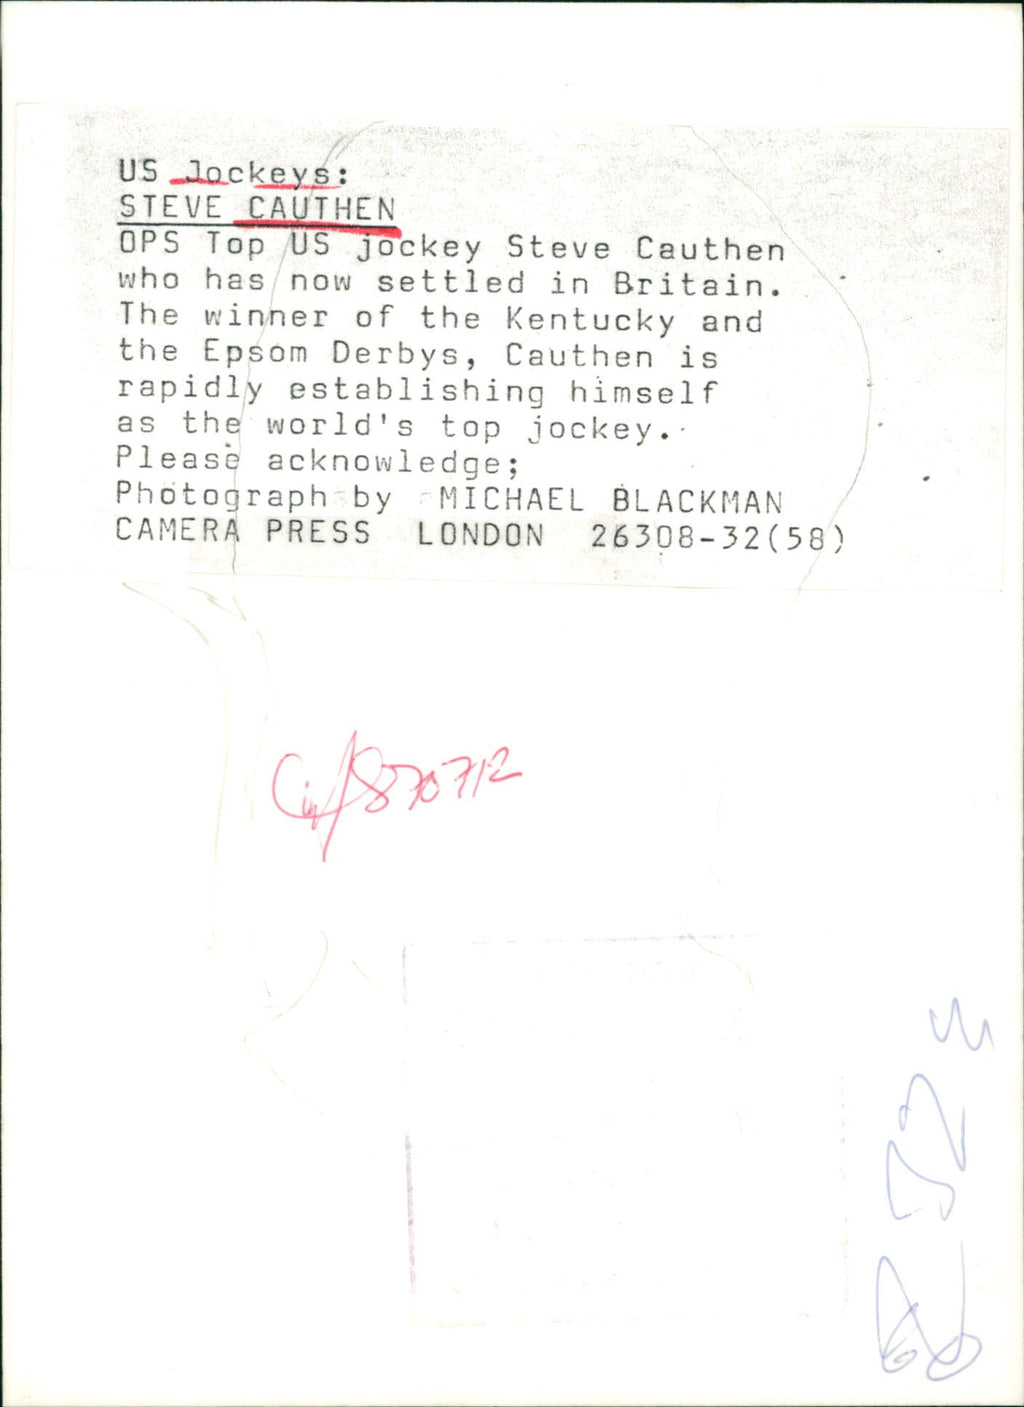 US Jockeys:
STEVE CAUTHEN
OPS Top US jockey Steve Cauthen
who has now settled in Britain.
The winner of the Kentucky and
the Epsom Derbys, Cauthen is
rapidly establishing himself
as the world's top jockey.
Please acknowledge;
Photograph by MICHAEL BLACKMAN
CAMERA PRESS LONDON 26308-32(58)
870712